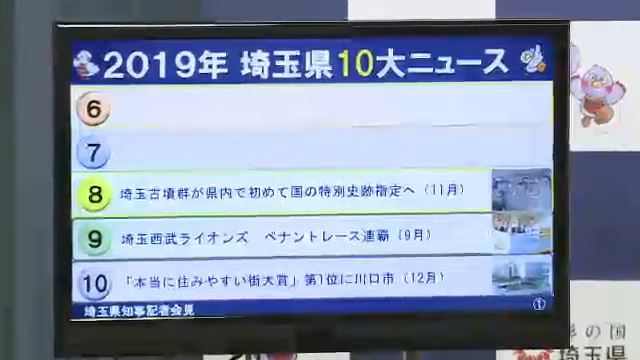 2019年 埼玉県10大ニュース
6
7
8 埼玉古墳群が県内で初めて国の特別史跡指定へ（11月）
9 埼玉西武ライオンズ　ペナントレース連覇（9月）
10 「本当に住みやすい街大賞」第1位に川口市（12月）
埼玉県知事記者会見 ①
の国
埼玉県